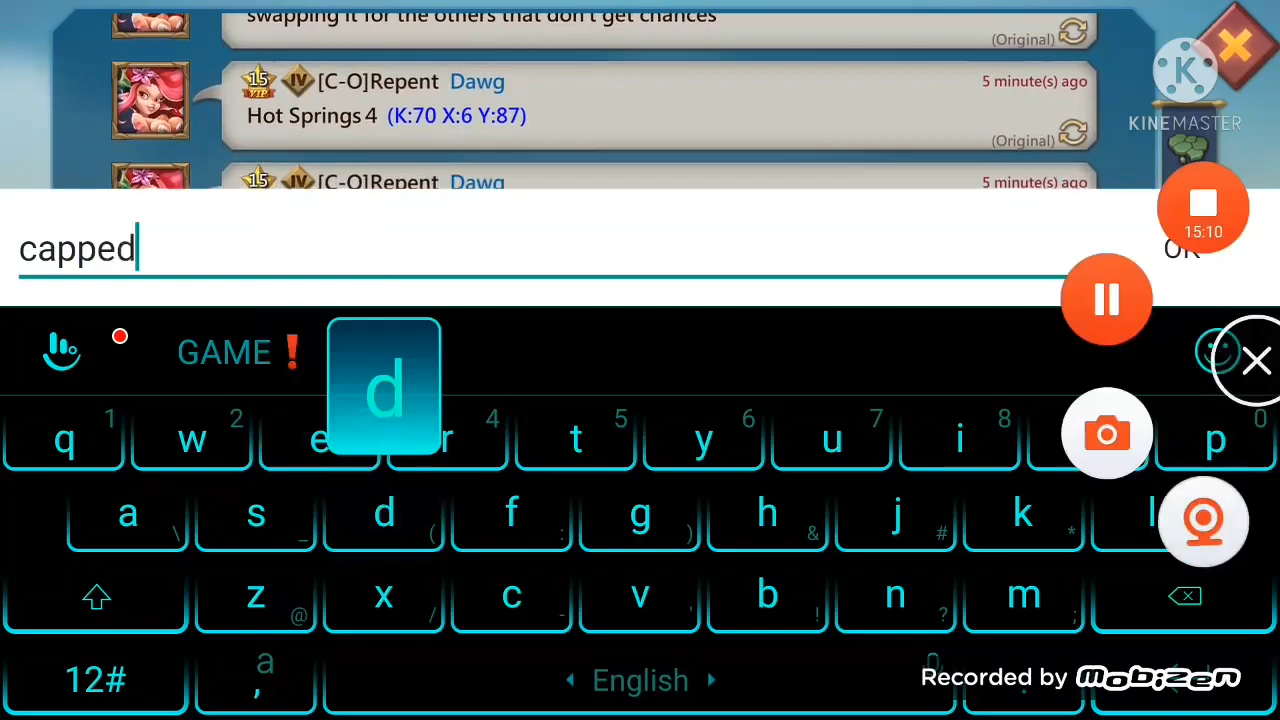 swapping it for the others that don't get chances
(Original)
15 VIP IV [C-O]Repent Dawg 5 minute(s) ago
Hot Springs 4 (K:70 X:6 Y:87)
(Original)
K
KINEMASTER
15 IV [C-O]Repent Dawg 5 minute(s) ago
15:10
capped
OK
GAME❗
d
q 1 w 2 e r 4 t 5 y 6 u 7 i 8 p 0
a \ s _ d ( f : g ) h & j # k * l
z @ x / c - v ' b ! n ? m ;
12# a , English .
Recorded by mobizen